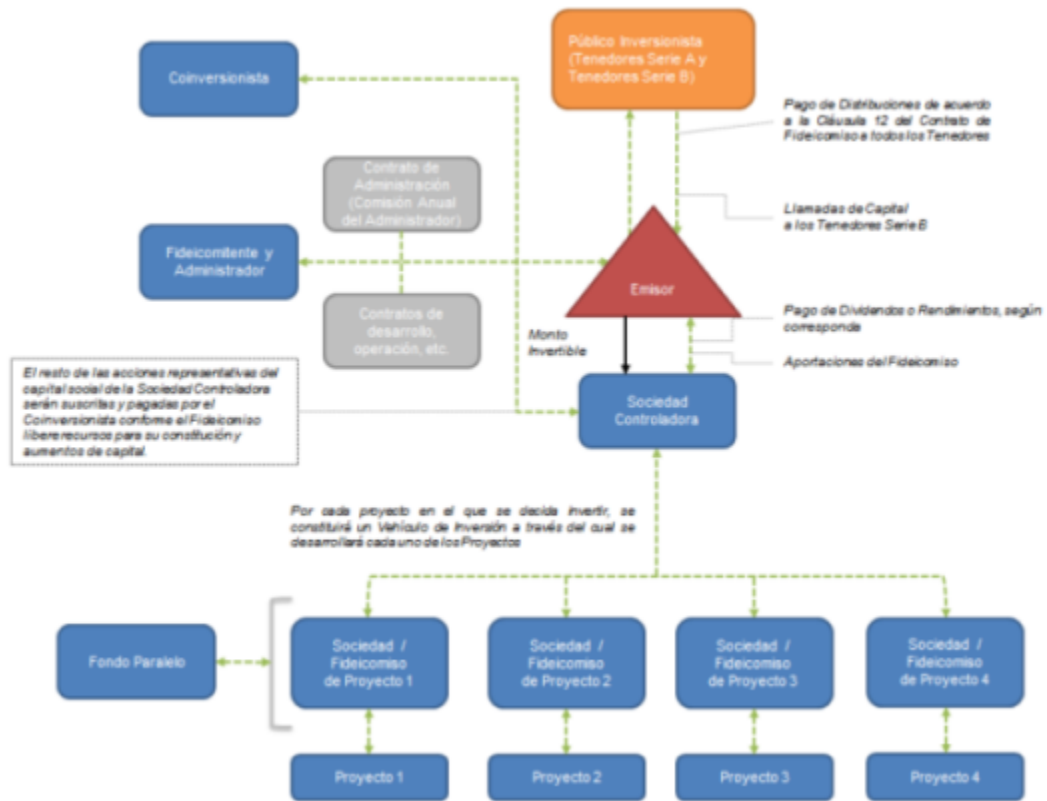 Público Inversionista
(Tenedores Serie A y
Tenedores Serie B)
Coinversionista
Pago de Distribuciones de acuerdo
a la Cláusula 12 del Contrato de
Fideicomiso a todos los Tenedores
Contrato de
Administración
(Comisión Anual
del Administrador)
Llamadas de Capital
a los Tenedores Serie B
Fideicomitente y
Administrador
Emisor
Contratos de
desarrollo,
operación, etc.
Monto
Invertible
Pago de Dividendos o Rendimientos, según
corresponda
Aportaciones del Fideicomiso
El resto de las acciones representativas del
capital social de la Sociedad Controladora
serán suscritas y pagadas por el
Coinversionista conforme el Fideicomiso
libere recursos para su constitución y
aumentos de capital.
Sociedad
Controladora
Por cada proyecto en el que se decida invertir, se
constituirá un Vehículo de Inversión a través del cual se
desarrollará cada uno de los Proyectos
Fondo Paralelo
Sociedad /
Fideicomiso
de Proyecto 1
Sociedad /
Fideicomiso
de Proyecto 2
Sociedad /
Fideicomiso
de Proyecto 3
Sociedad /
Fideicomiso
de Proyecto 4
Proyecto 1
Proyecto 2
Proyecto 3
Proyecto 4